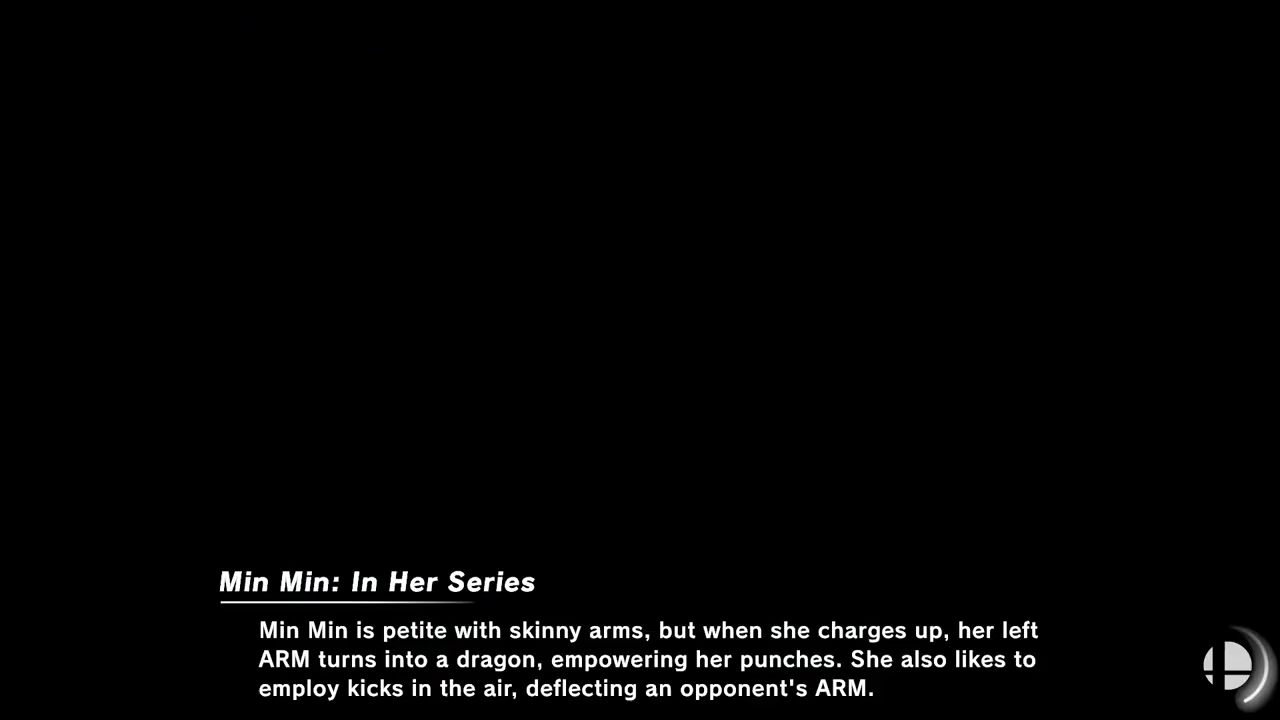 Min Min: In Her Series
Min Min is petite with skinny arms, but when she charges up, her left
ARM turns into a dragon, empowering her punches. She also likes to
employ kicks in the air, deflecting an opponent's ARM.